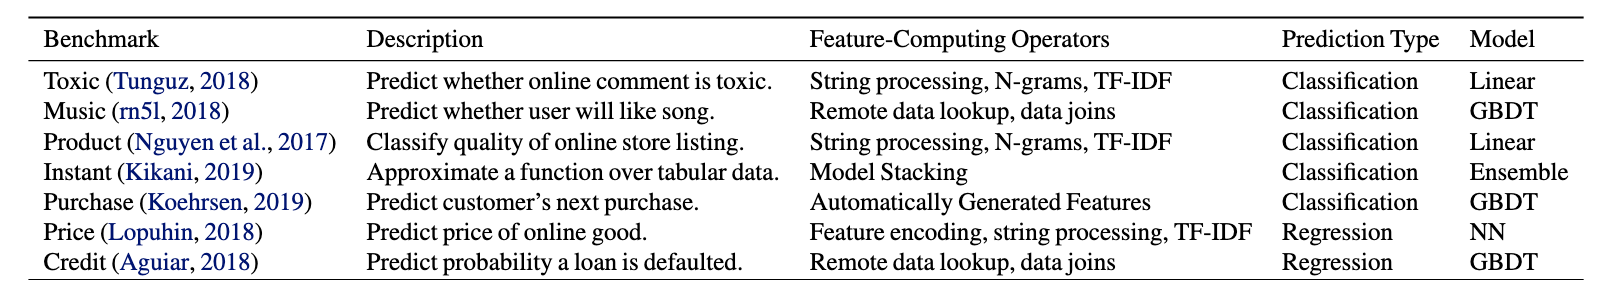 Benchmark Description Feature-Computing Operators Prediction Type Model
Toxic (Tunguz, 2018) Predict whether online comment is toxic. String processing, N-grams, TF-IDF Classification Linear
Music (rn5l, 2018) Predict whether user will like song. Remote data lookup, data joins Classification GBDT
Product (Nguyen et al., 2017) Classify quality of online store listing. String processing, N-grams, TF-IDF Classification Linear
Instant (Kikani, 2019) Approximate a function over tabular data. Model Stacking Classification Ensemble
Purchase (Koehrsen, 2019) Predict customer’s next purchase. Automatically Generated Features Classification GBDT
Price (Lopuhin, 2018) Predict price of online good. Feature encoding, string processing, TF-IDF Regression NN
Credit (Aguiar, 2018) Predict probability a loan is defaulted. Remote data lookup, data joins Regression GBDT